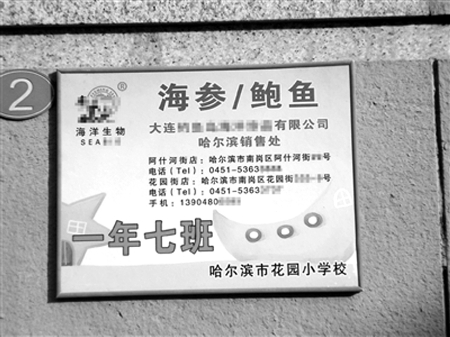 2
®
海洋生物
SEA
海参/鲍鱼
大连 有限公司
哈尔滨销售处
阿什河街店：哈尔滨市南岗区阿什河街 号
电话（Tel）：0451-5363
花园街店：哈尔滨市南岗区花园街 号
电话（Tel）：0451-5363
手机：1390480
一年七班
哈尔滨市花园小学校